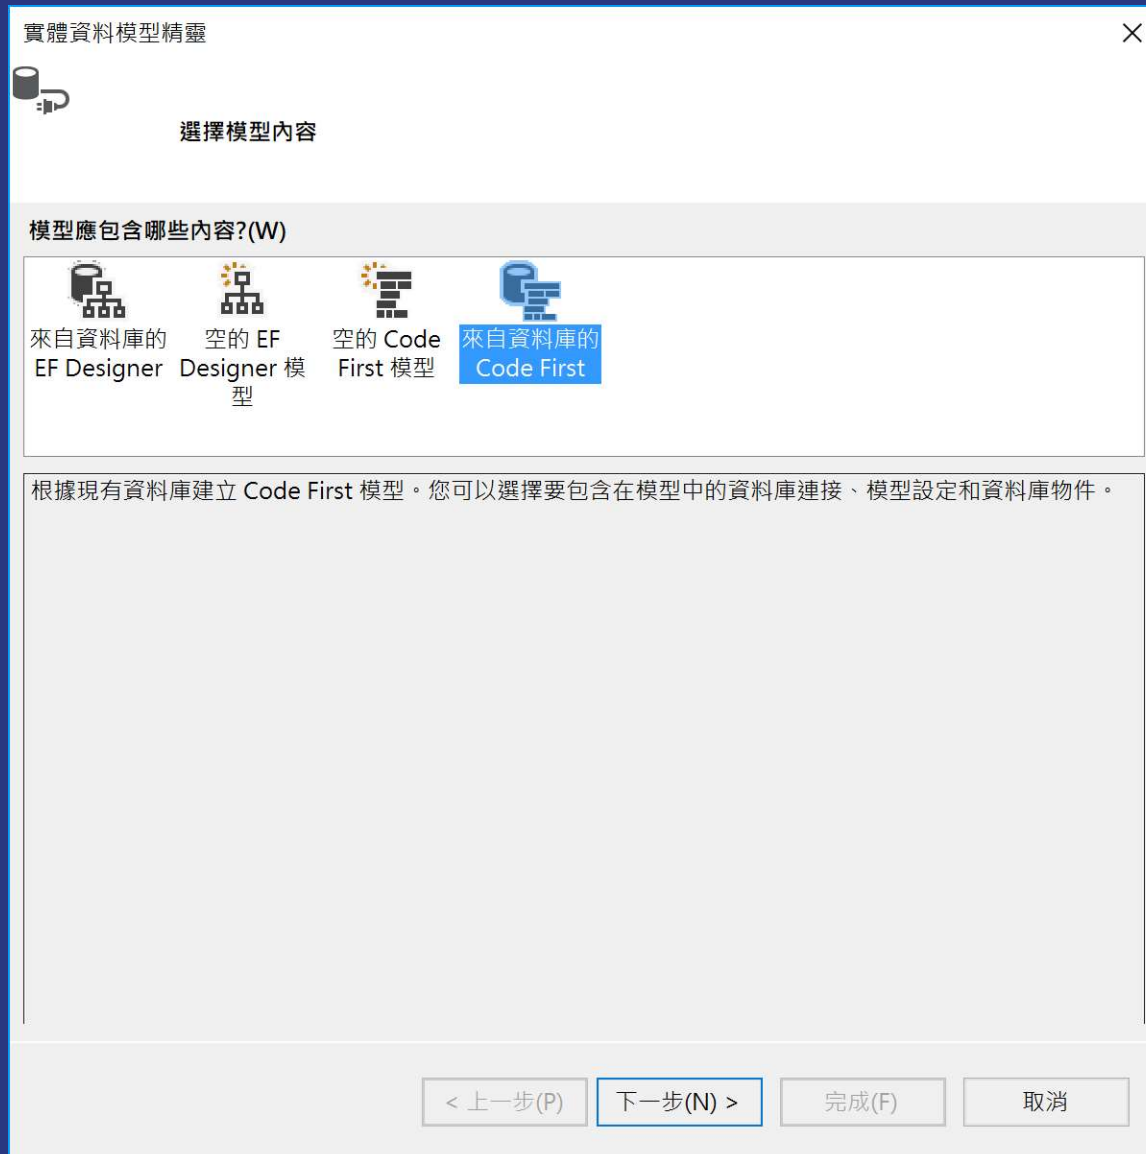 實體資料模型精靈
選擇模型內容
模型應包含哪些內容?(W)
來自資料庫的
EF Designer
空的 EF
Designer 模
型
空的 Code
First 模型
來自資料庫的
Code First
根據現有資料庫建立 Code First 模型。您可以選擇要包含在模型中的資料庫連接、模型設定和資料庫物件。
< 上一步(P)
下一步(N) >
完成(F)
取消